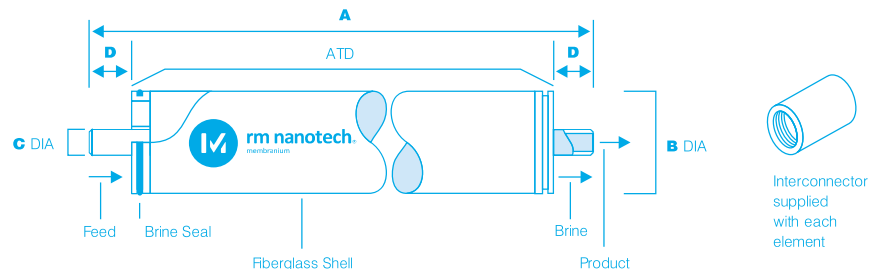 A
D
ATD
D
C DIA
rm nanotech®
membranium
B DIA
Feed
Brine Seal
Fiberglass Shell
Brine
Product
Interconnector
supplied
with each
element